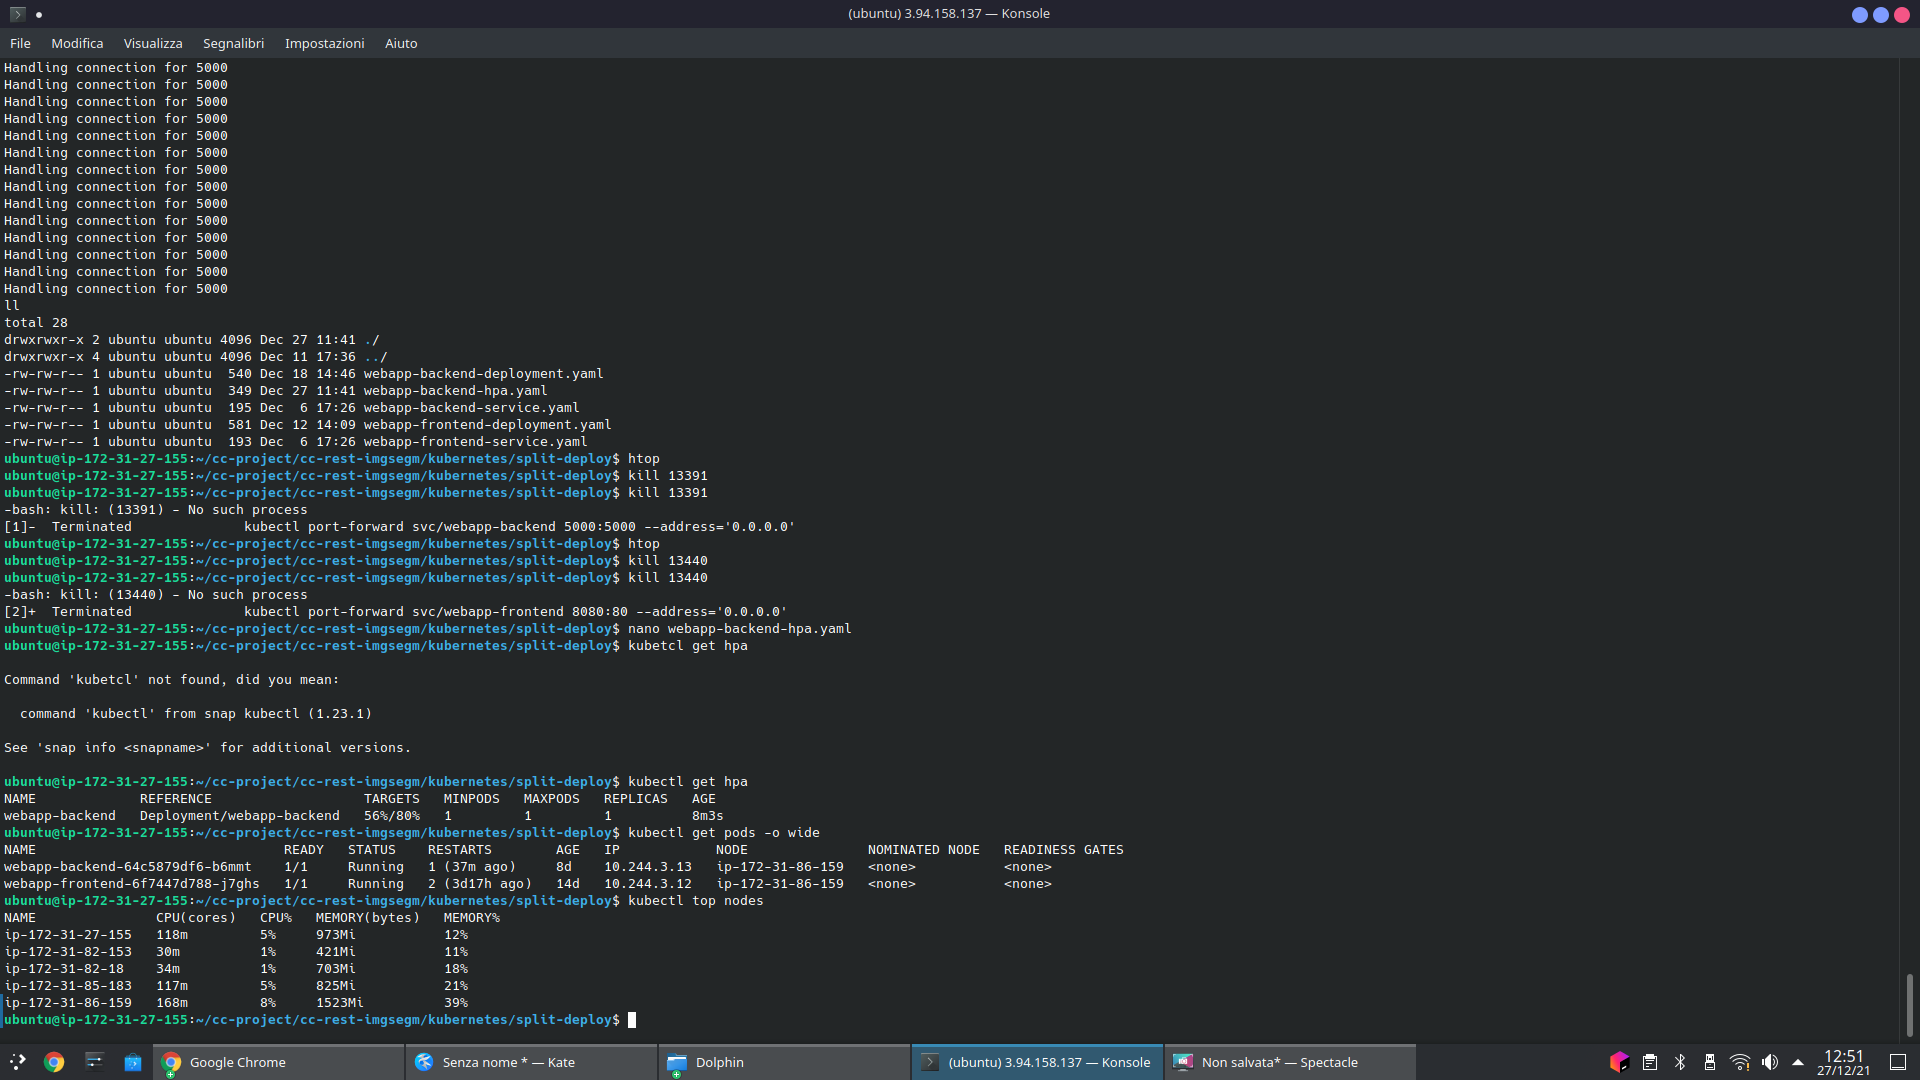 (ubuntu) 3.94.158.137 — Konsole
File Modifica Visualizza Segnalibri Impostazioni Aiuto
Handling connection for 5000
Handling connection for 5000
Handling connection for 5000
Handling connection for 5000
Handling connection for 5000
Handling connection for 5000
Handling connection for 5000
Handling connection for 5000
Handling connection for 5000
Handling connection for 5000
Handling connection for 5000
Handling connection for 5000
Handling connection for 5000
Handling connection for 5000
ll
total 28
drwxrwxr-x 2 ubuntu ubuntu 4096 Dec 27 11:41 ./
drwxrwxr-x 4 ubuntu ubuntu 4096 Dec 11 17:36 ../
-rw-rw-r-- 1 ubuntu ubuntu  540 Dec 18 14:46 webapp-backend-deployment.yaml
-rw-rw-r-- 1 ubuntu ubuntu  349 Dec 27 11:41 webapp-backend-hpa.yaml
-rw-rw-r-- 1 ubuntu ubuntu  195 Dec  6 17:26 webapp-backend-service.yaml
-rw-rw-r-- 1 ubuntu ubuntu  581 Dec 12 14:09 webapp-frontend-deployment.yaml
-rw-rw-r-- 1 ubuntu ubuntu  193 Dec  6 17:26 webapp-frontend-service.yaml
ubuntu@ip-172-31-27-155:~/cc-project/cc-rest-imgsegm/kubernetes/split-deploy$ htop
ubuntu@ip-172-31-27-155:~/cc-project/cc-rest-imgsegm/kubernetes/split-deploy$ kill 13391
ubuntu@ip-172-31-27-155:~/cc-project/cc-rest-imgsegm/kubernetes/split-deploy$ kill 13391
-bash: kill: (13391) - No such process
[1]-  Terminated              kubectl port-forward svc/webapp-backend 5000:5000 --address='0.0.0.0'
ubuntu@ip-172-31-27-155:~/cc-project/cc-rest-imgsegm/kubernetes/split-deploy$ htop
ubuntu@ip-172-31-27-155:~/cc-project/cc-rest-imgsegm/kubernetes/split-deploy$ kill 13440
ubuntu@ip-172-31-27-155:~/cc-project/cc-rest-imgsegm/kubernetes/split-deploy$ kill 13440
-bash: kill: (13440) - No such process
[2]+  Terminated              kubectl port-forward svc/webapp-frontend 8080:80 --address='0.0.0.0'
ubuntu@ip-172-31-27-155:~/cc-project/cc-rest-imgsegm/kubernetes/split-deploy$ nano webapp-backend-hpa.yaml
ubuntu@ip-172-31-27-155:~/cc-project/cc-rest-imgsegm/kubernetes/split-deploy$ kubetcl get hpa
Command 'kubetcl' not found, did you mean:
  command 'kubectl' from snap kubectl (1.23.1)
See 'snap info <snapname>' for additional versions.
ubuntu@ip-172-31-27-155:~/cc-project/cc-rest-imgsegm/kubernetes/split-deploy$ kubectl get hpa
NAME             REFERENCE                   TARGETS   MINPODS   MAXPODS   REPLICAS   AGE
webapp-backend   Deployment/webapp-backend   56%/80%   1         1         1          8m3s
ubuntu@ip-172-31-27-155:~/cc-project/cc-rest-imgsegm/kubernetes/split-deploy$ kubectl get pods -o wide
NAME                               READY   STATUS    RESTARTS        AGE   IP            NODE               NOMINATED NODE   READINESS GATES
webapp-backend-64c5879df6-b6mmt    1/1     Running   1 (37m ago)     8d    10.244.3.13   ip-172-31-86-159   <none>           <none>
webapp-frontend-6f7447d788-j7ghs   1/1     Running   2 (3d17h ago)   14d   10.244.3.12   ip-172-31-86-159   <none>           <none>
ubuntu@ip-172-31-27-155:~/cc-project/cc-rest-imgsegm/kubernetes/split-deploy$ kubectl top nodes
NAME               CPU(cores)   CPU%   MEMORY(bytes)   MEMORY%
ip-172-31-27-155   118m         5%     973Mi           12%
ip-172-31-82-153   30m          1%     421Mi           11%
ip-172-31-82-18    34m          1%     703Mi           18%
ip-172-31-85-183   117m         5%     825Mi           21%
ip-172-31-86-159   168m         8%     1523Mi          39%
ubuntu@ip-172-31-27-155:~/cc-project/cc-rest-imgsegm/kubernetes/split-deploy$
Google Chrome Senza nome * — Kate Dolphin (ubuntu) 3.94.158.137 — Konsole Non salvata* — Spectacle 12:51
27/12/21